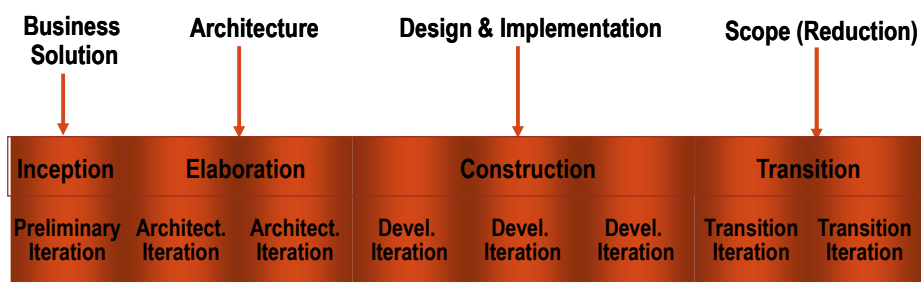 Business
Solution
Architecture
Design & Implementation
Scope (Reduction)
Inception
Elaboration
Construction
Transition
Preliminary
Iteration
Architect.
Iteration
Architect.
Iteration
Devel.
Iteration
Devel.
Iteration
Devel.
Iteration
Transition
Iteration
Transition
Iteration